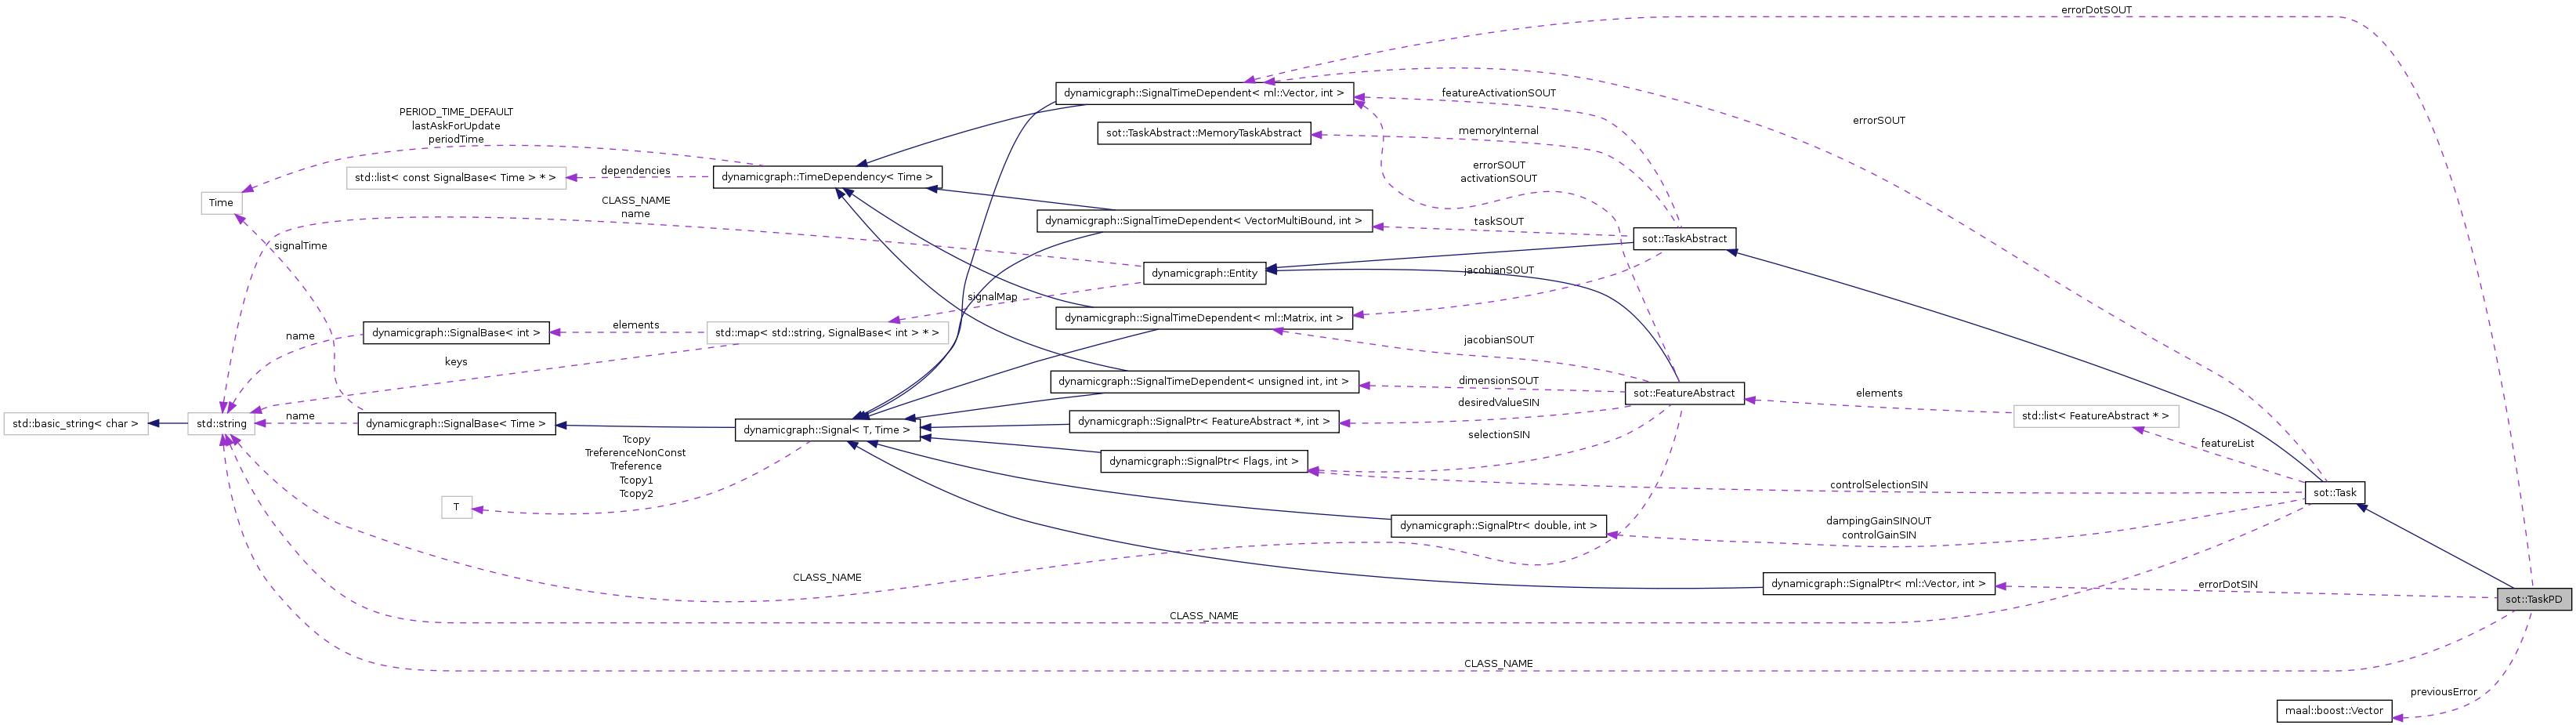 errorDotSOUT
dynamicgraph::SignalTimeDependent< ml::Vector, int >
featureActivationSOUT
PERIOD_TIME_DEFAULT
lastAskForUpdate
periodTime
errorSOUT
sot::TaskAbstract::MemoryTaskAbstract
memoryInternal
errorSOUT
activationSOUT
dependencies
std::list< const SignalBase< Time > * >
dynamicgraph::TimeDependency< Time >
Time
CLASS_NAME
name
dynamicgraph::SignalTimeDependent< VectorMultiBound, int >
taskSOUT
sot::TaskAbstract
signalTime
dynamicgraph::Entity
jacobianSOUT
signalMap
dynamicgraph::SignalTimeDependent< ml::Matrix, int >
name
dynamicgraph::SignalBase< int >
elements
std::map< std::string, SignalBase< int > * >
jacobianSOUT
keys
dynamicgraph::SignalTimeDependent< unsigned int, int >
dimensionSOUT
sot::FeatureAbstract
elements
desiredValueSIN
std::list< FeatureAbstract * >
std::basic_string< char >
std::string
name
dynamicgraph::SignalBase< Time >
dynamicgraph::Signal< T, Time >
dynamicgraph::SignalPtr< FeatureAbstract *, int >
selectionSIN
featureList
Tcopy
TreferenceNonConst
Treference
Tcopy1
Tcopy2
dynamicgraph::SignalPtr< Flags, int >
controlSelectionSIN
sot::Task
T
dynamicgraph::SignalPtr< double, int >
dampingGainSINOUT
controlGainSIN
CLASS_NAME
dynamicgraph::SignalPtr< ml::Vector, int >
errorDotSIN
sot::TaskPD
CLASS_NAME
CLASS_NAME
previousError
maal::boost::Vector